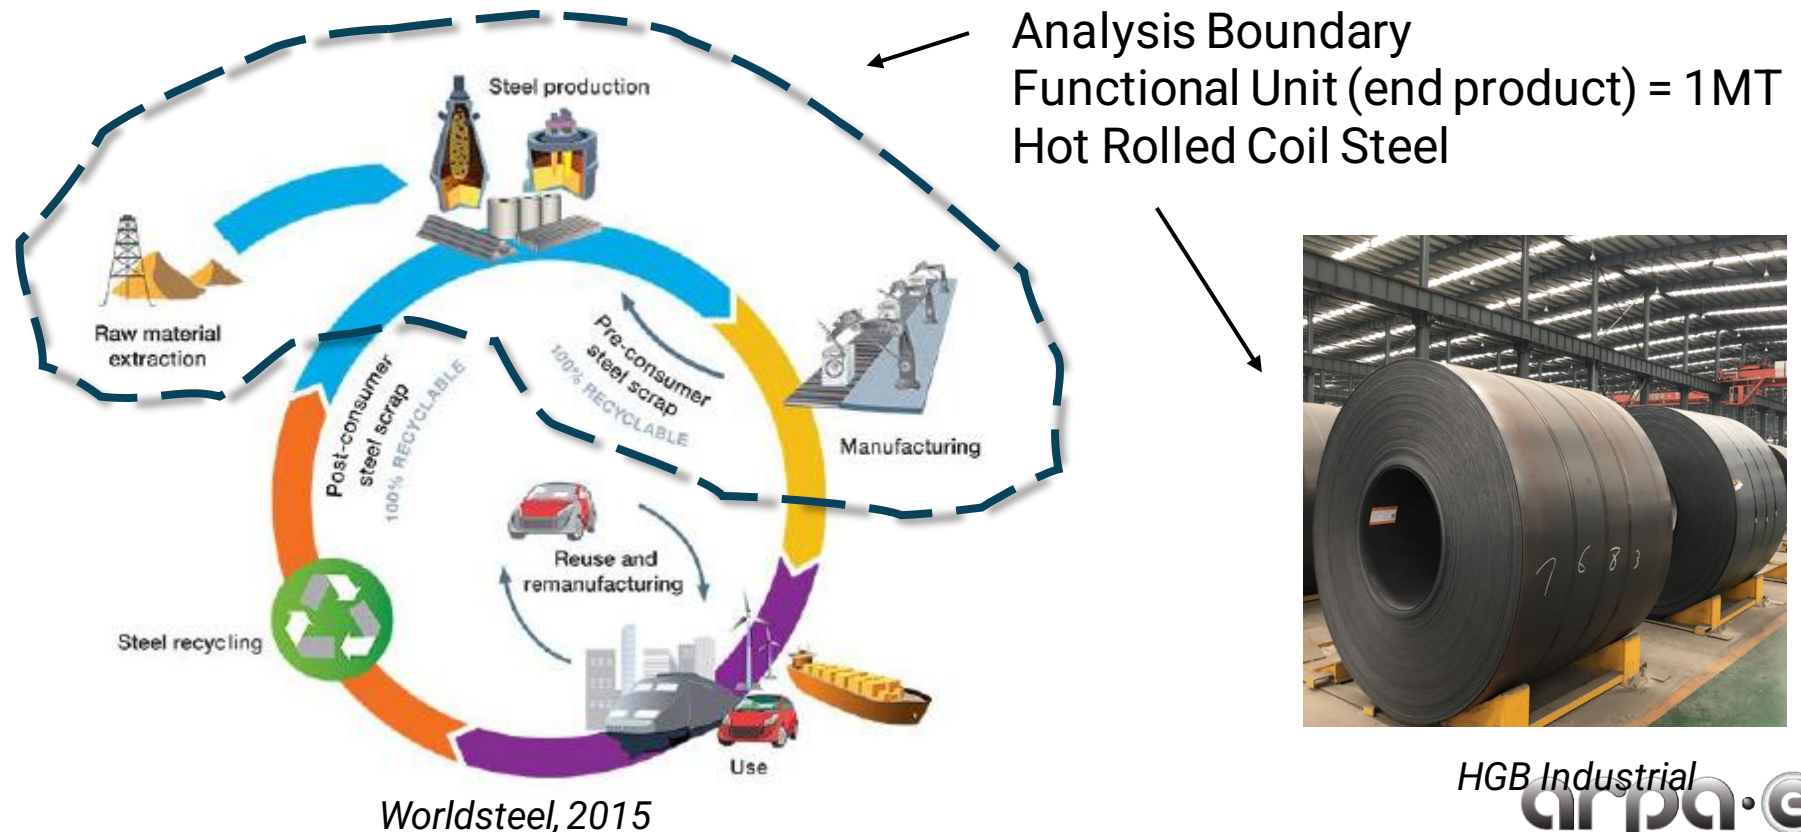 Analysis Boundary
Functional Unit (end product) = 1MT
Hot Rolled Coil Steel
Steel production
Raw material
extraction
Pre-consumer
steel scrap
100% RECYCLABLE
Post-consumer
steel scrap
100% RECYCLABLE
Manufacturing
Reuse and
remanufacturing
Steel recycling
Use
Worldsteel, 2015
7683
HGB Industrial
arpa·e